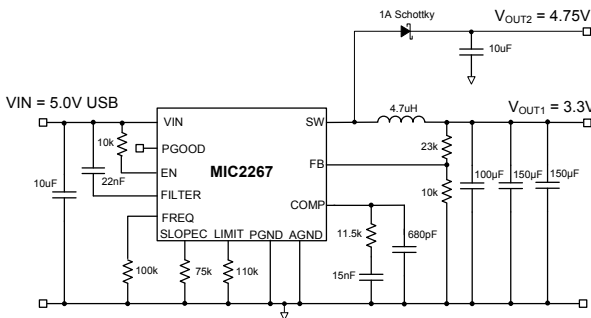 1A Schottky
VOUT2 = 4.75V
10uF
VIN = 5.0V USB
4.7uH
VOUT1 = 3.3V
VIN
SW
10k
PGOOD
23k
MIC2267
FB
EN
10uF
22nF
FILTER
10k
100µF
150µF
150µF
COMP
FREQ
SLOPEC
LIMIT
PGND
AGND
11.5k
680pF
100k
75k
110k
15nF